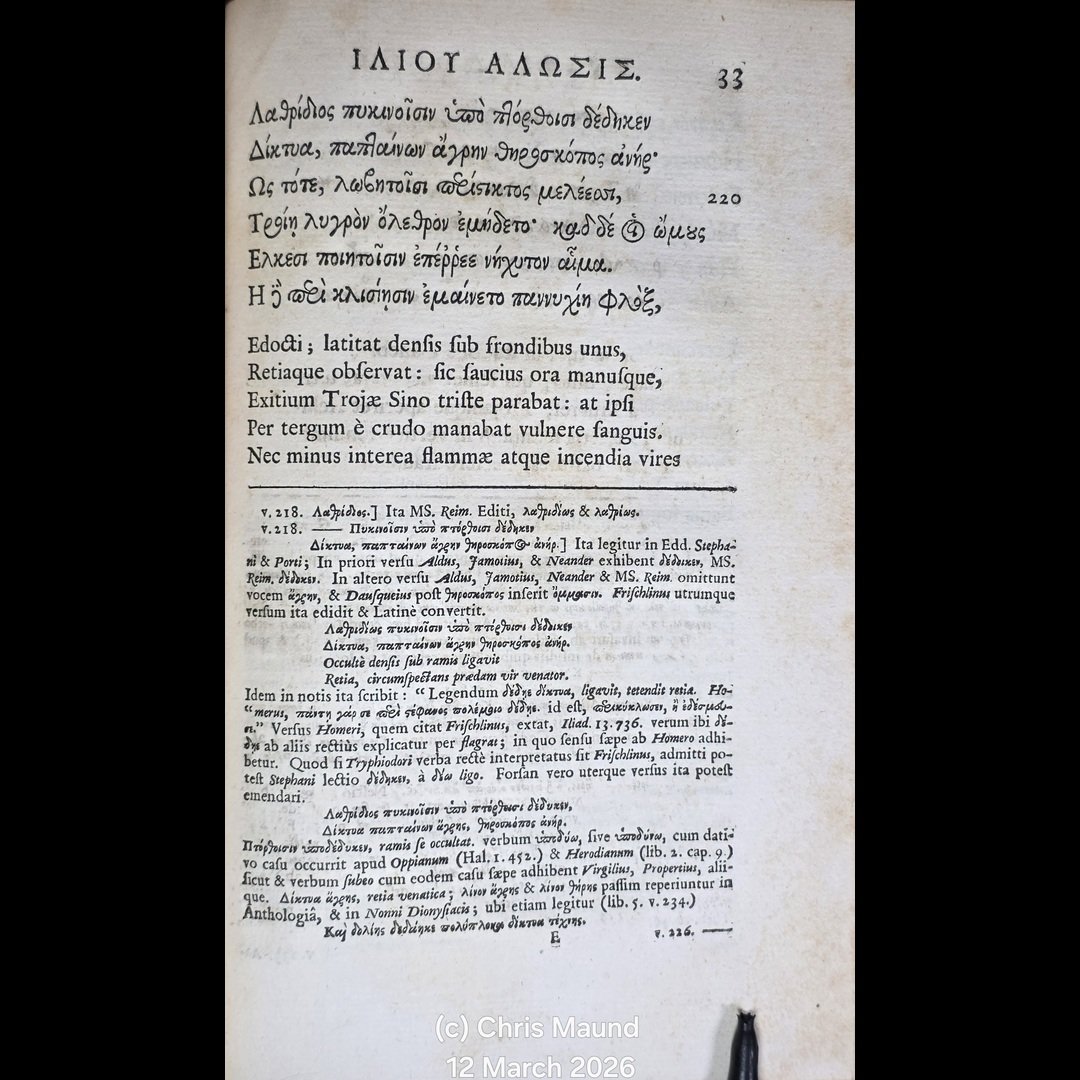 ΙΛΙΟΥ ΑΛΩΣΙΣ. 33
Λαθρίδιος πυκινοῖσιν ὑπὸ πτόρθοισι δέδηκεν
Δίκτυα, παπταίνων ἄγρην θηροσκόπος ἀνήρ·
Ως τότε, λωβητοῖσι περίστικτος μελέεσσι, 220
Τροίῃ λυγρὸν ὄλεθρον ἐμήδετο· καδδέ οἱ ὤμους
Ελκεσι ποιητοῖσιν ἐπέῤῥεε νήχυτον αἷμα.
Η δὲ περὶ κλισίῃσιν ἐμαίνετο παννυχίη φλὸξ,
Edocti; latitat denſis ſub frondibus unus,
Retiaque obſervat: ſic ſaucius ora manuſque,
Exitium Trojæ Sino triſte parabat: at ipſi
Per tergum è crudo manabat vulnere ſanguis.
Nec minus interea flammæ atque incendia vires
v. 218. Λαθρίδιος.] Ita MS. Reim. Editi, λαθριδίως & λαθρίως.
v. 218. —— Πυκινοῖσιν ὑπὸ πτόρθοισι δέδηκεν
Δίκτυα, παπταίνων ἄγρην θηροσκόπος ἀνήρ.] Ita legitur in Edd. Stepha-
ni & Porti; In priori verſu Aldus, Jamotius, & Neander exhibent δέδεικεν, MS.
Reim. δέδοκεν. In altero verſu Aldus, Jamotius, Neander & MS. Reim. omittunt
vocem ἄγρην, & Dauſqueius poſt θηροσκόπος inſerit ὄμμασιν. Friſchlinus utrumque
verſum ita edidit & Latinè convertit.
Λαθριδίως πυκινοῖσιν ὑπὸ πτόρθοισι δέδεικεν
Δίκτυα, παπταίνων ἄγρην θηροσκόπος ἀνήρ.
Occultè denſis ſub ramis ligavit
Retia, circumſpectans prædam vir venator.
Idem in notis ita ſcribit: “Legendum δέδηε δίκτυα, ligavit, tetendit retia. Ho-
“merus, πάντη γάρ σε περὶ στέφανος πολέμοιο δέδηε. id eſt, περικύκλωσεν, ἢ ἐδέσμευ-
σε.” Verſus Homeri, quem citat Friſchlinus, extat, Iliad. 13. 736. verum ibi δέ-
δηε ab aliis rectiùs explicatur per flagrat; in quo ſenſu ſæpe ab Homero adhi-
betur. Quod ſi Tryphiodori verba rectè interpretatus ſit Friſchlinus, admitti po-
teſt Stephani lectio δέδηκεν, à δέω ligo. Forſan vero uterque verſus ita poteſt
emendari.
Λαθρίδιος πυκινοῖσιν ὑπὸ πτόρθοισι δέδυκεν,
Δίκτυα παπταίνων ἄγρης, θηροσκόπος ἀνήρ.
Πτόρθοισιν ὑποδέδυκεν, ramis ſe occultat. verbum ὑποδύω, ſive ὑποδύνω, cum dati-
vo caſu occurrit apud Oppianum (Hal. 1. 452.) & Herodianum (lib. 2. cap. 9.)
ſicut & verbum ſubeo cum eodem caſu ſæpe adhibent Virgilius, Propertius, alii-
que. Δίκτυα ἄγρης, retia venatica; λίνον ἄγρης & λίνον θήρης paſſim reperiuntur in
Anthologiâ, & in Nonni Dionyſiacis; ubi etiam legitur (lib. 5. v. 234.)
Καὶ δολίης δεδάηκε πολύπλοκα δίκτυα τέχνης.
E v. 226. ——
(c) Chris Maund
12 March 2026